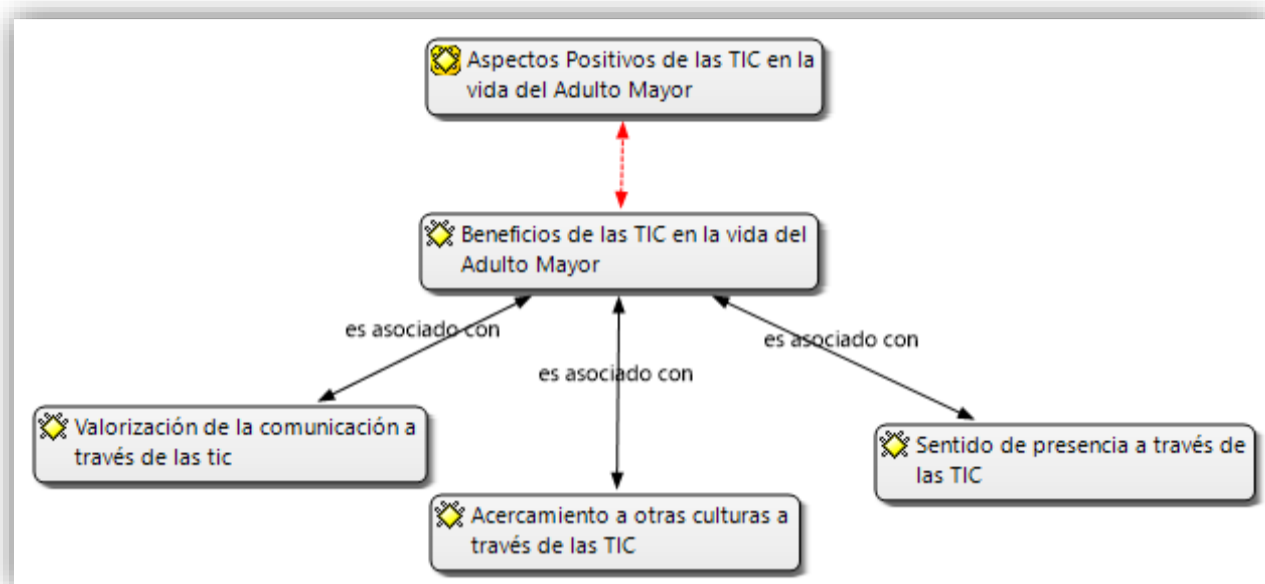 Aspectos Positivos de las TIC en la
vida del Adulto Mayor
Beneficios de las TIC en la vida del
Adulto Mayor
es asociado con
es asociado con
es asociado con
Valorización de la comunicación a
través de las tic
Acercamiento a otras culturas a
través de las TIC
Sentido de presencia a través de
las TIC